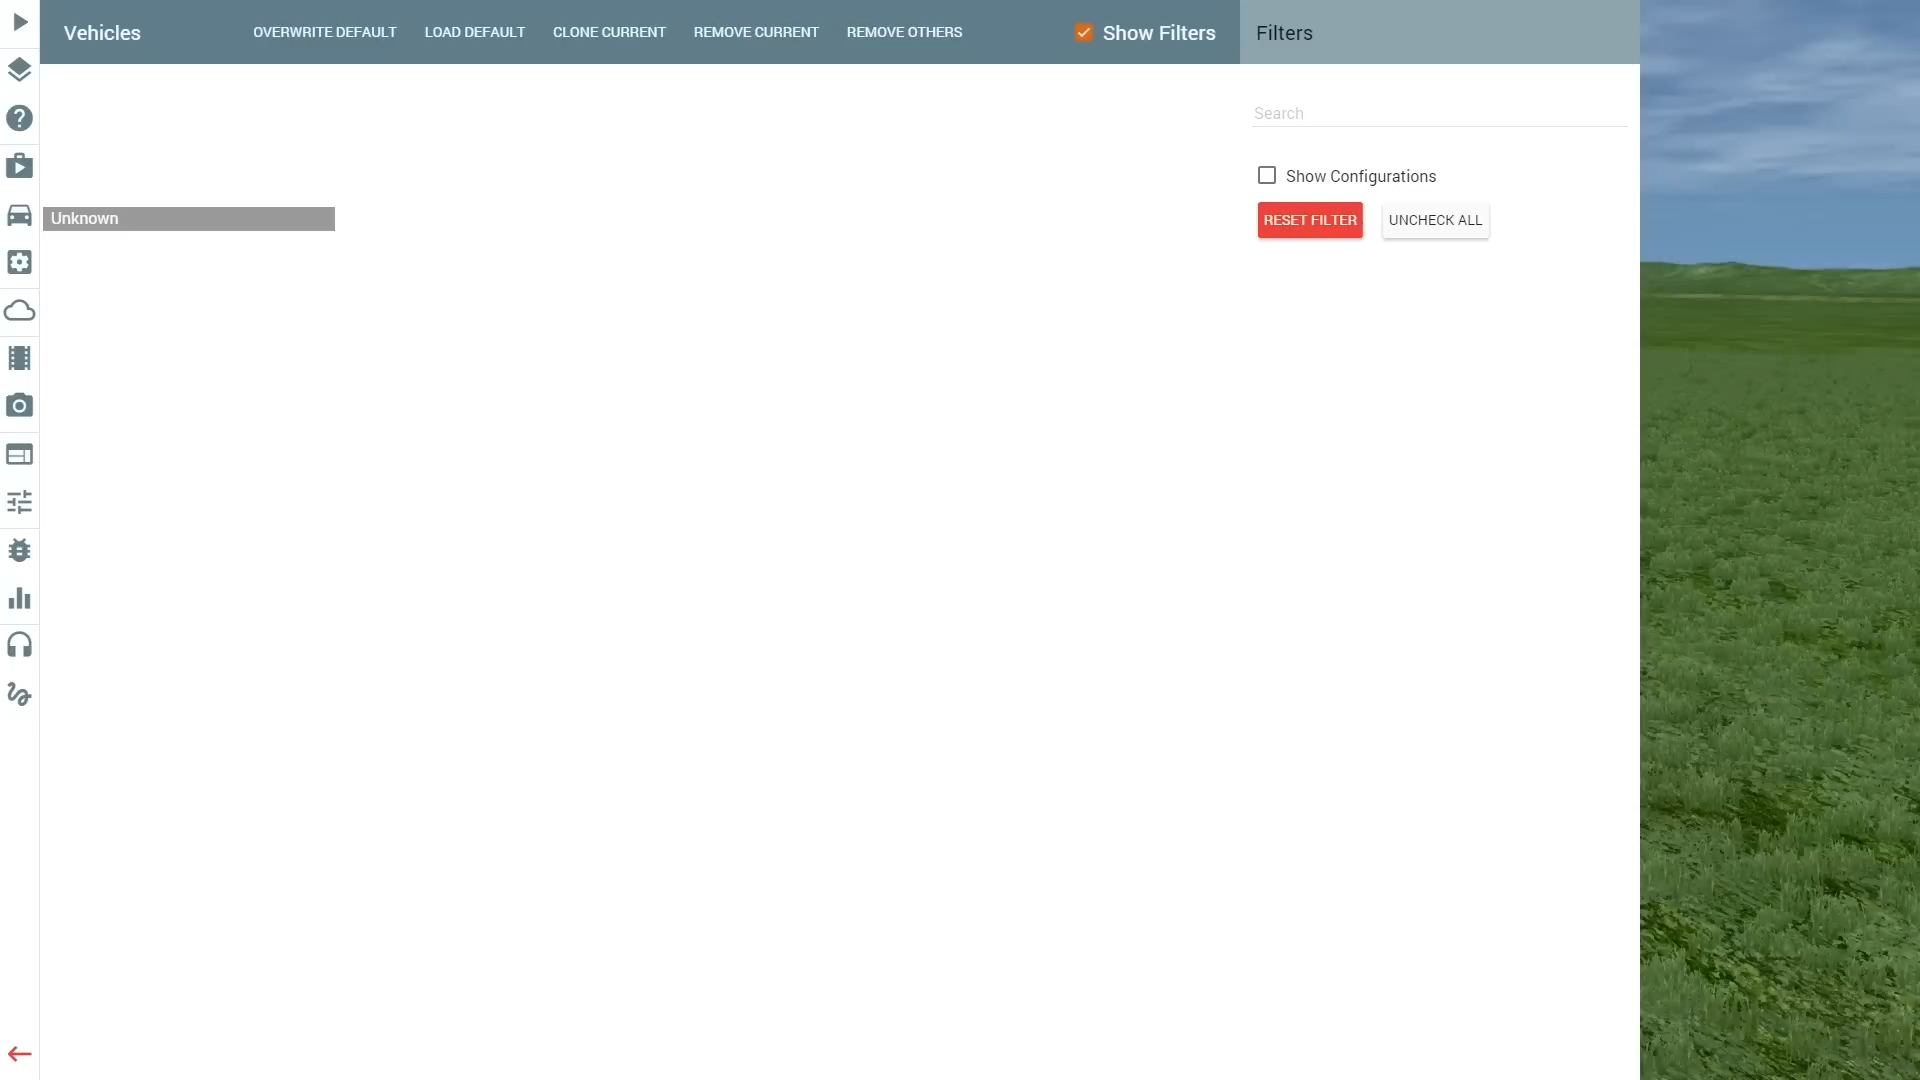 Vehicles
OVERWRITE DEFAULT
LOAD DEFAULT
CLONE CURRENT
REMOVE CURRENT
REMOVE OTHERS
Show Filters
Filters
Search
Show Configurations
RESET FILTER
UNCHECK ALL
Unknown